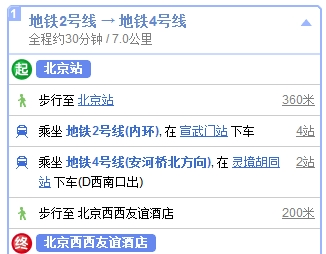 1
地铁2号线 → 地铁4号线
全程约30分钟 / 7.0公里
起 北京站
步行至 北京站 360米
乘坐 地铁2号线(内环), 在 宣武门站 下车 4站
乘坐 地铁4号线(安河桥北方向), 在 灵境胡同 2站
站 下车(D西南口出)
步行至 北京西西友谊酒店 200米
终 北京西西友谊酒店